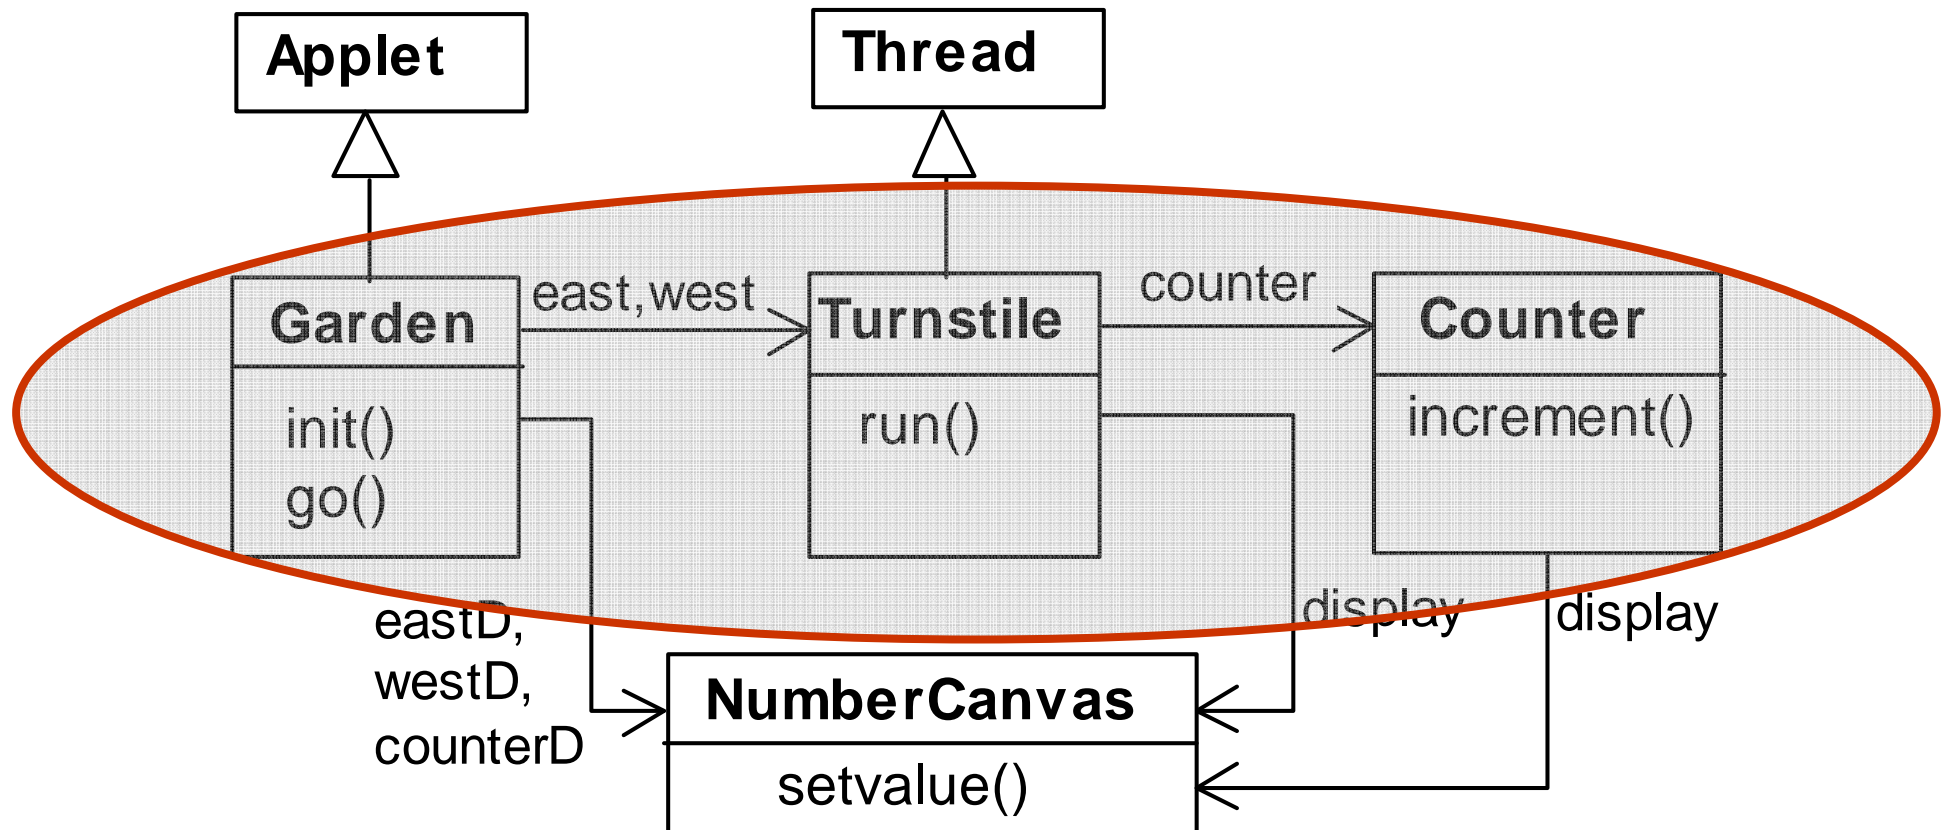 Applet
Thread
Garden
init()
go()
east,west
Turnstile
run()
counter
Counter
increment()
eastD,
westD,
counterD
display
display
NumberCanvas
setvalue()